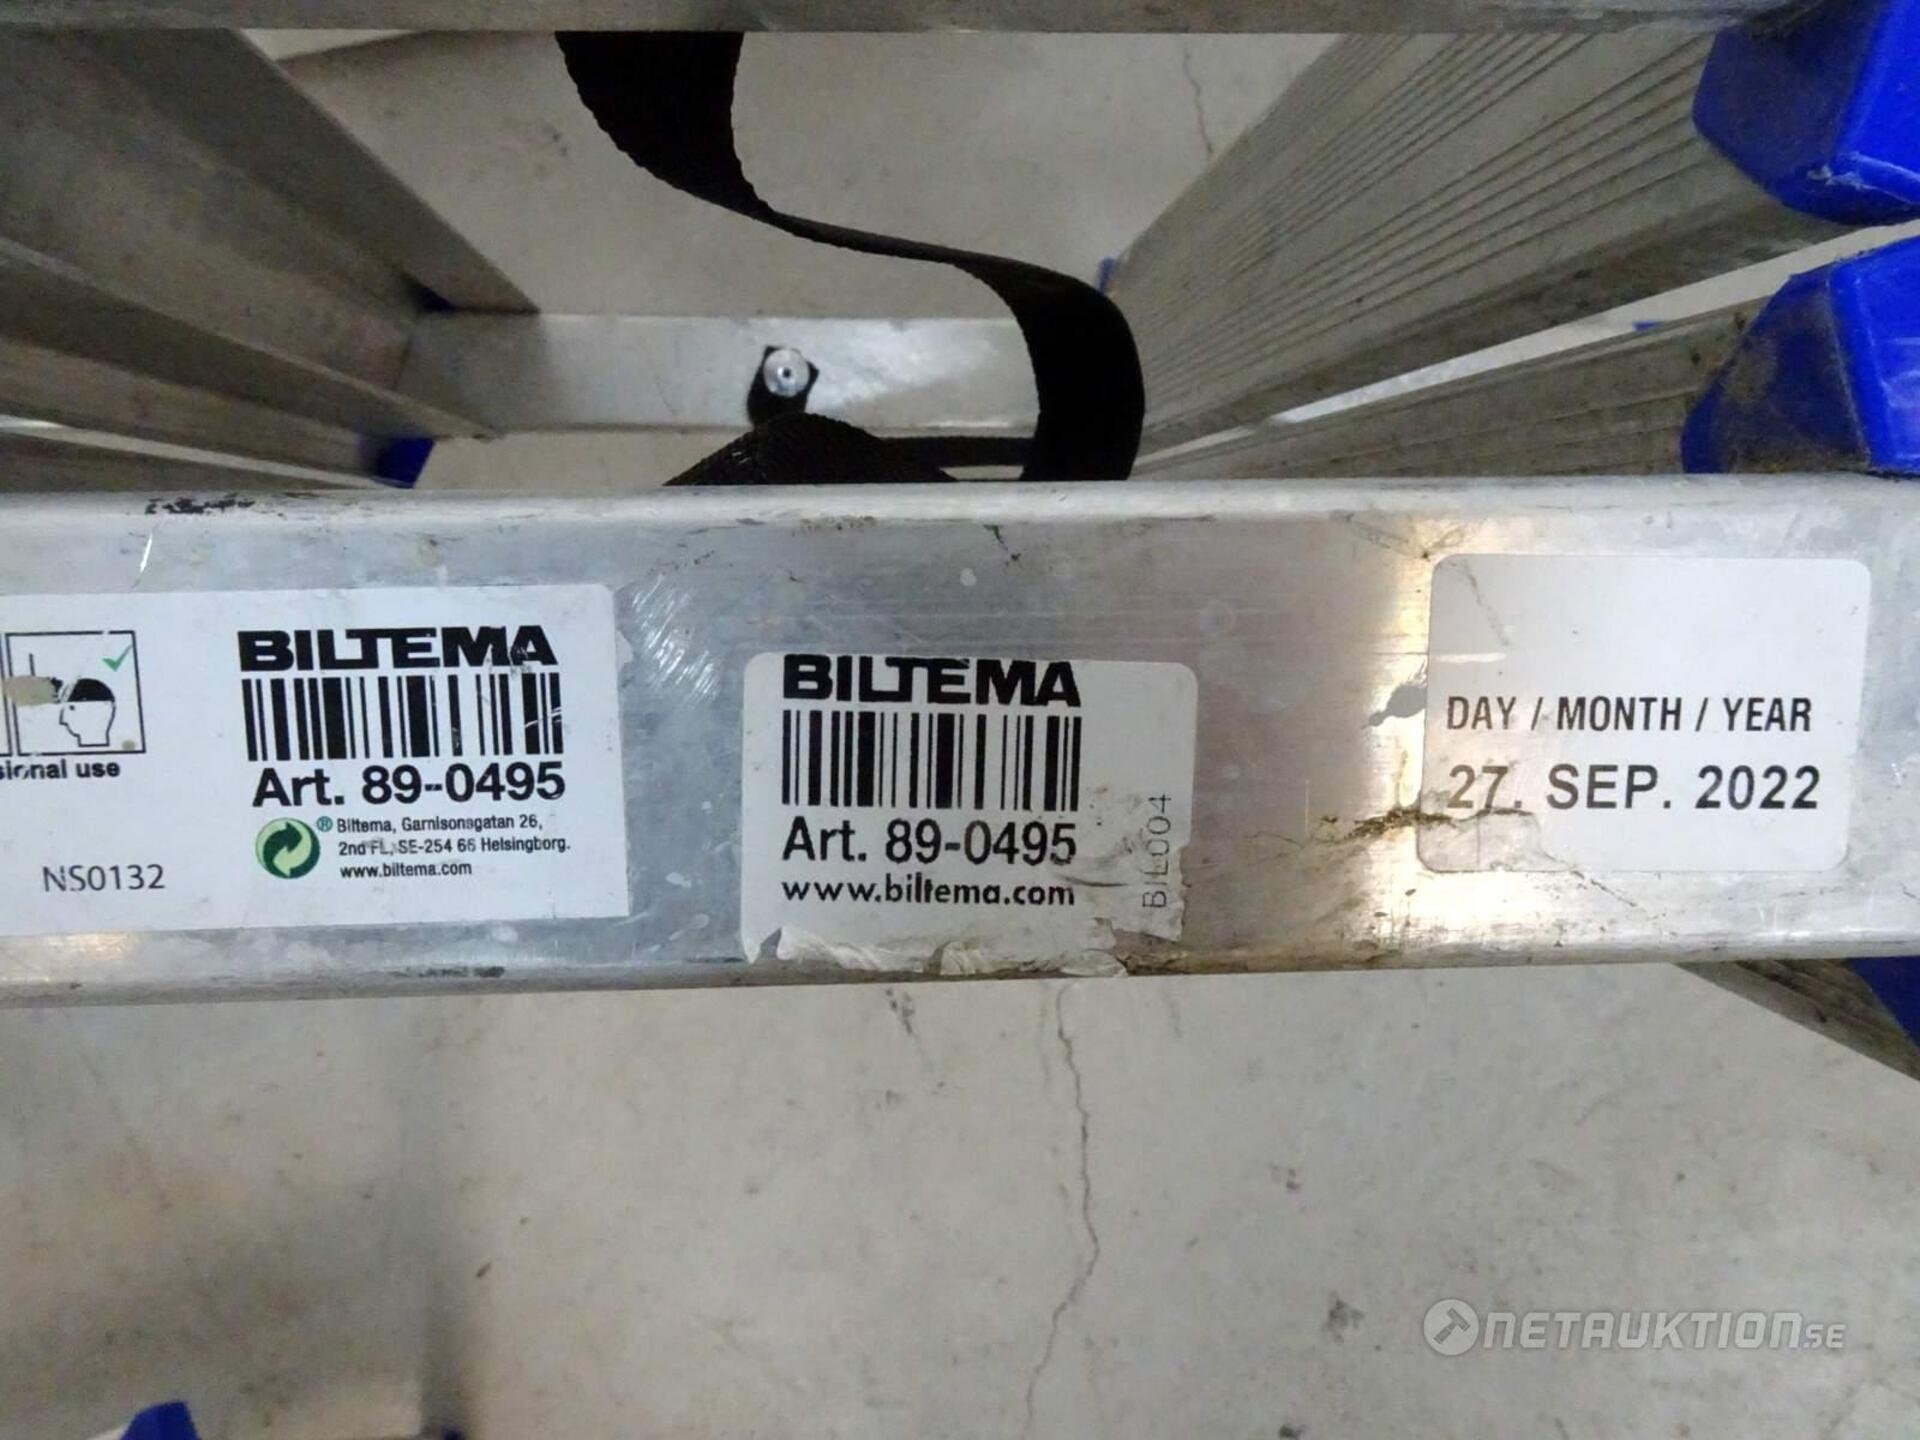 BILTEMA
Art. 89-0495
® Biltema, Garnisonsgatan 26,
2nd FL, SE-254 66 Helsingborg.
www.biltema.com
use
NS0132
BILTEMA
Art. 89-0495
www.biltema.com
BIL004
DAY / MONTH / YEAR
27. SEP. 2022
NETAUKTION.SE